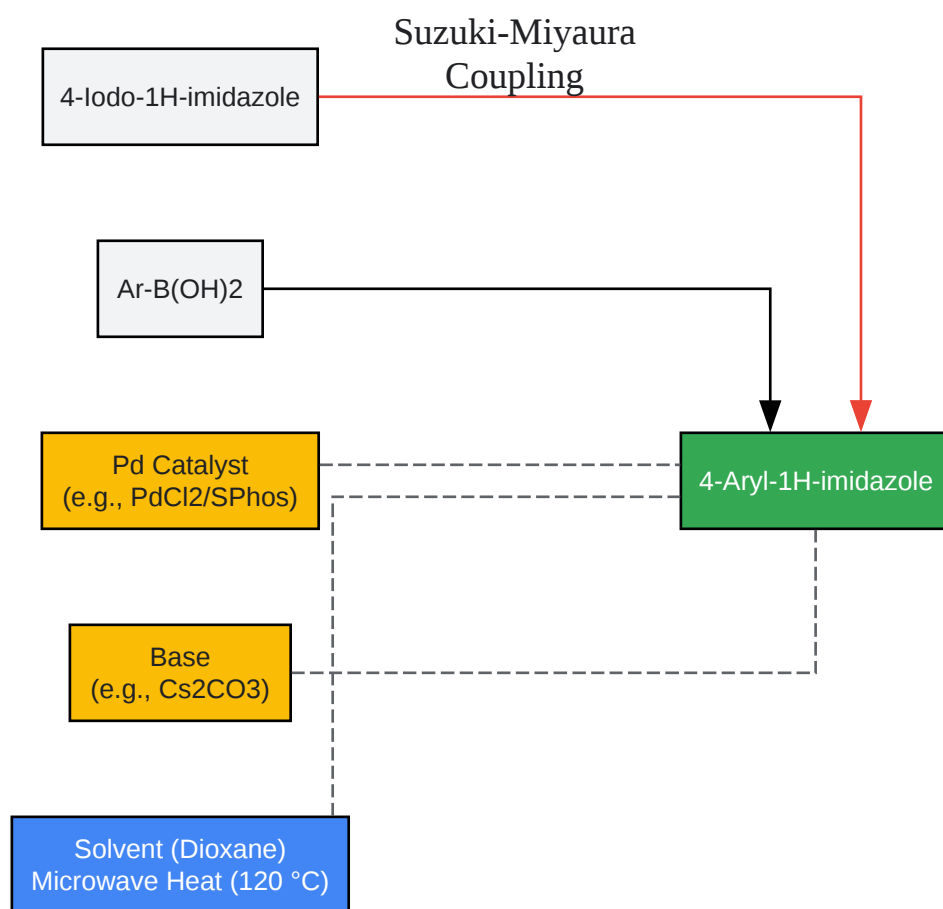 Suzuki-Miyaura
Coupling
4-Iodo-1H-imidazole
Ar-B(OH)2
Pd Catalyst
(e.g., PdCl2/SPhos)
4-Aryl-1H-imidazole
Base
(e.g., Cs2CO3)
Solvent (Dioxane)
Microwave Heat (120 °C)